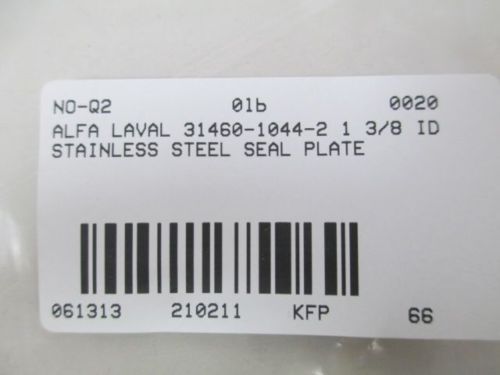 NO-Q2 0lb 0020
ALFA LAVAL 31460-1044-2 1 3/8 ID
STAINLESS STEEL SEAL PLATE
061313 210211 KFP 66